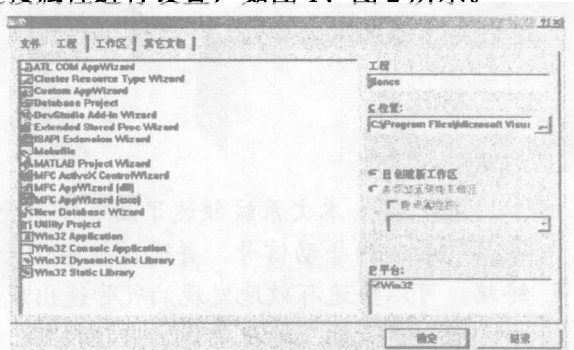 文件 工程 工作区 其它文档
ATL COM AppWizard
Cluster Resource Type Wizard
Custom AppWizard
Database Project
DevStudio Add-in Wizard
Extended Stored Proc Wizard
ISAPI Extension Wizard
Makefile
MATLAB Project Wizard
MFC ActiveX ControlWizard
MFC AppWizard [dll]
MFC AppWizard [exe]
New Database Wizard
Utility Project
Win32 Application
Win32 Console Application
Win32 Dynamic-Link Library
Win32 Static Library
工程
C 位置:
C:\Program Files\Microsoft Visu
创建新工作区
P 平台:
Win32
确定 结束